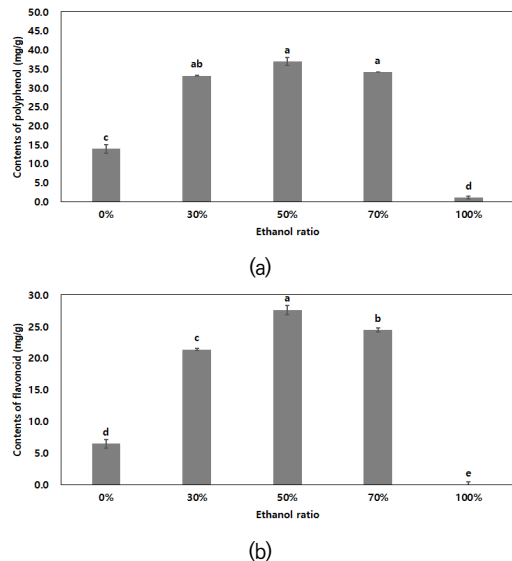 Contents of polyphenol (mg/g)
50.0
45.0
40.0
35.0
30.0
25.0
20.0
15.0
10.0
5.0
0.0
c
ab
a
a
d
0% 30% 50% 70% 100%
Ethanol ratio
(a)
Contents of flavonoid (mg/g)
30.0
25.0
20.0
15.0
10.0
5.0
0.0
d
c
a
b
e
0% 30% 50% 70% 100%
Ethanol ratio
(b)